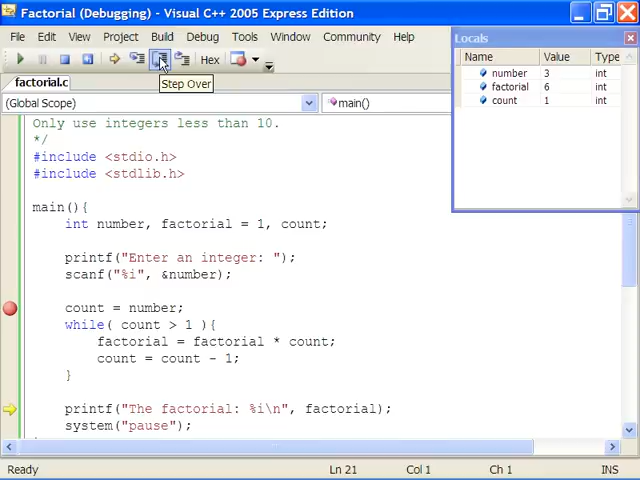 Factorial (Debugging) - Visual C++ 2005 Express Edition
File Edit View Project Build Debug Tools Window Community Help
Hex
Step Over
factorial.c
(Global Scope) main()
Locals
Name Value Type
number 3 int
factorial 6 int
count 1 int
Only use integers less than 10.
*/
#include <stdio.h>
#include <stdlib.h>
main(){
int number, factorial = 1, count;
printf("Enter an integer: ");
scanf("%i", &number);
count = number;
while( count > 1 ){
factorial = factorial * count;
count = count - 1;
}
printf("The factorial: %i\n", factorial);
system("pause");
Ready Ln 21 Col 1 Ch 1 INS